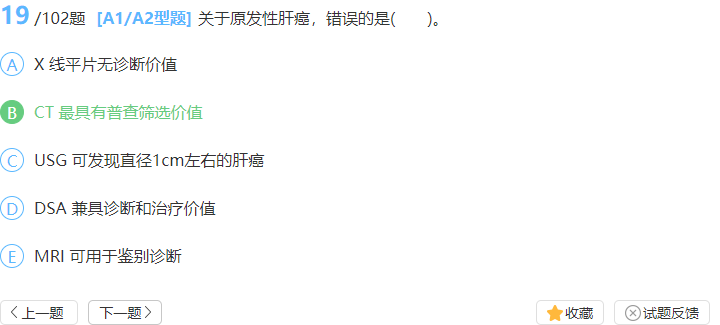 19/102题 [A1/A2型题] 关于原发性肝癌，错误的是(  )。
A X 线平片无诊断价值
B CT 最具有普查筛选价值
C USG 可发现直径1cm左右的肝癌
D DSA 兼具诊断和治疗价值
E MRI 可用于鉴别诊断
上一题 下一题 收藏 试题反馈